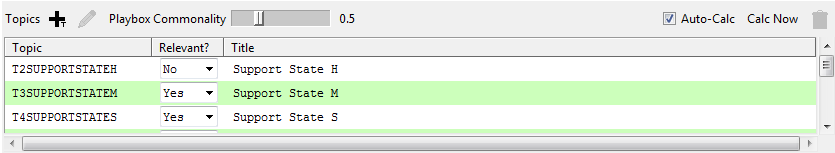 Topics T Playbox Commonality 0.5 Auto-Calc Calc Now
Topic Relevant? Title
T2SUPPORTSTATEH No Support State H
T3SUPPORTSTATEM Yes Support State M
T4SUPPORTSTATES Yes Support State S